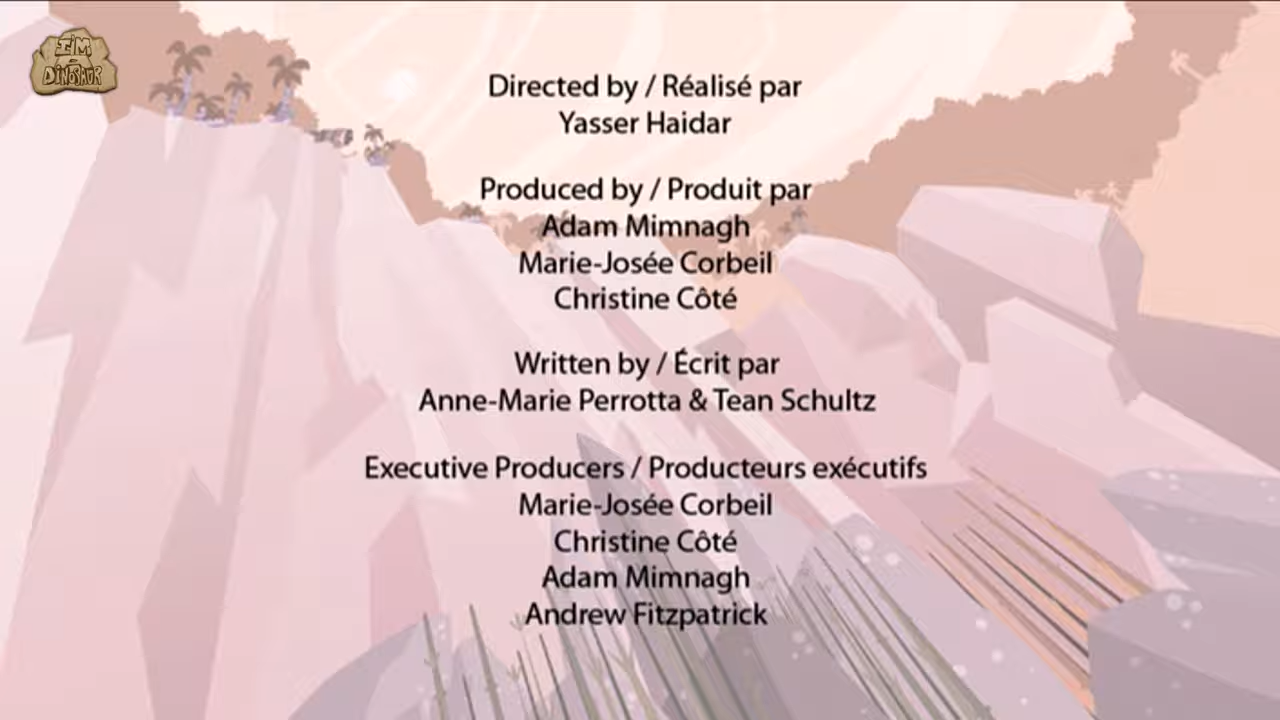 I'M
A
DINOSAUR
Directed by / Réalisé par
Yasser Haidar
Produced by / Produit par
Adam Mimnagh
Marie-Josée Corbeil
Christine Côté
Written by / Écrit par
Anne-Marie Perrotta & Tean Schultz
Executive Producers / Producteurs exécutifs
Marie-Josée Corbeil
Christine Côté
Adam Mimnagh
Andrew Fitzpatrick